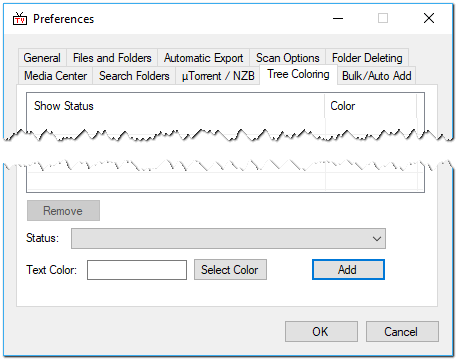 Preferences
General Files and Folders Automatic Export Scan Options Folder Deleting
Media Center Search Folders µTorrent / NZB Tree Coloring Bulk/Auto Add
Show Status Color
Remove
Status:
Text Color: Select Color Add
OK Cancel